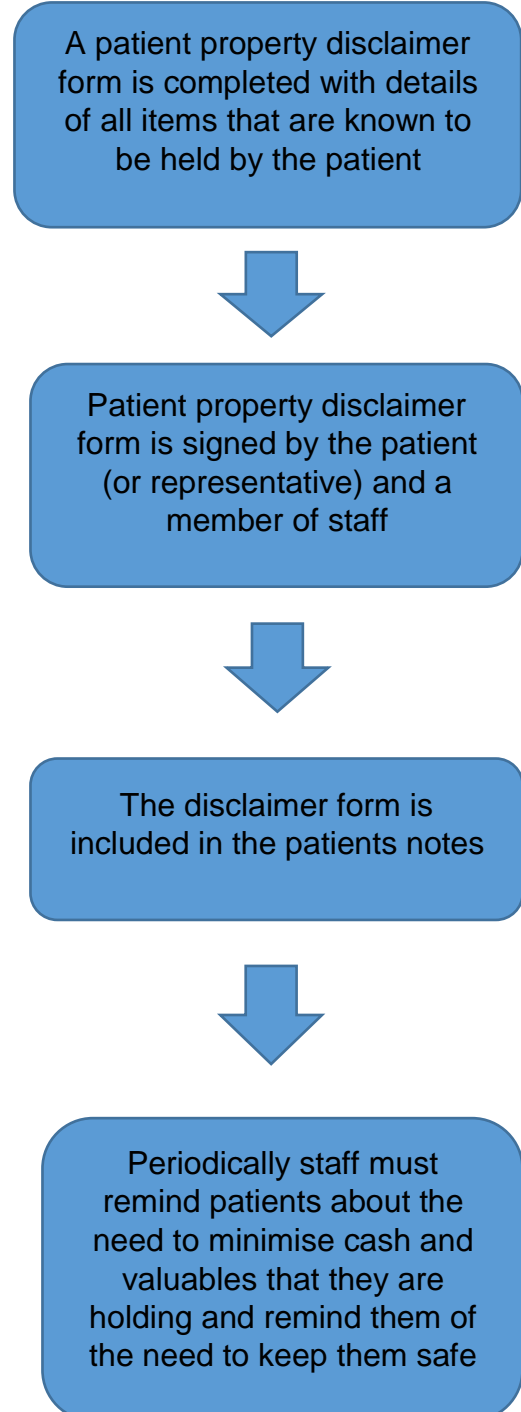 A patient property disclaimer
form is completed with details
of all items that are known to
be held by the patient
Patient property disclaimer
form is signed by the patient
(or representative) and a
member of staff
The disclaimer form is
included in the patients notes
Periodically staff must
remind patients about the
need to minimise cash and
valuables that they are
holding and remind them of
the need to keep them safe